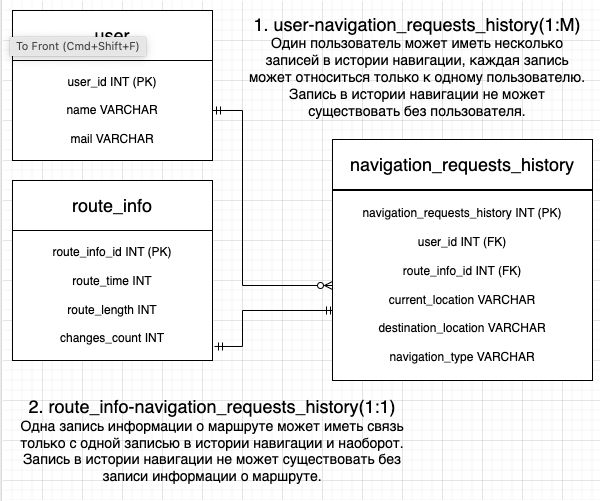 user
To Front (Cmd+Shift+F)
user_id INT (PK)
name VARCHAR
mail VARCHAR
1. user-navigation_requests_history(1:M)
Один пользователь может иметь несколько
записей в истории навигации, каждая запись
может относиться только к одному пользователю.
Запись в истории навигации не может
существовать без пользователя.
route_info
route_info_id INT (PK)
route_time INT
route_length INT
changes_count INT
navigation_requests_history
navigation_requests_history INT (PK)
user_id INT (FK)
route_info_id INT (FK)
current_location VARCHAR
destination_location VARCHAR
navigation_type VARCHAR
2. route_info-navigation_requests_history(1:1)
Одна запись информации о маршруте может иметь связь
только с одной записью в истории навигации и наоборот.
Запись в истории навигации не может существовать без
записи информации о маршруте.